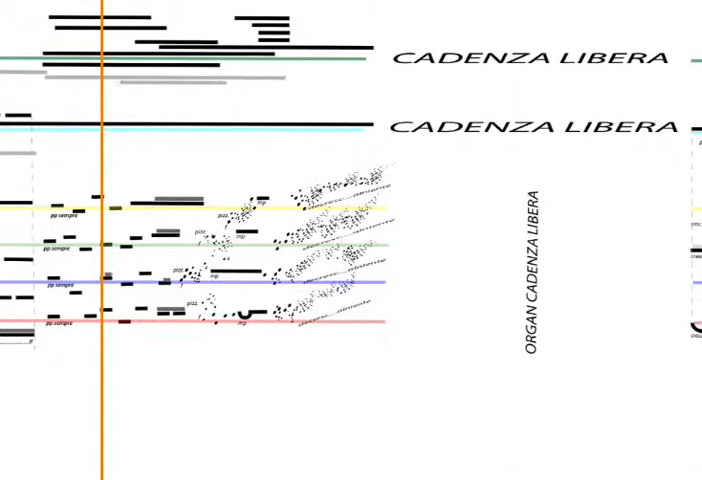 CADENZA LIBERA
CADENZA LIBERA
ORGAN CADENZA LIBERA
mp
pp sempre
pizz.
pizz.
mp
pp sempre
pizz.
mp
pp sempre
pizz.
pp sempre
mp